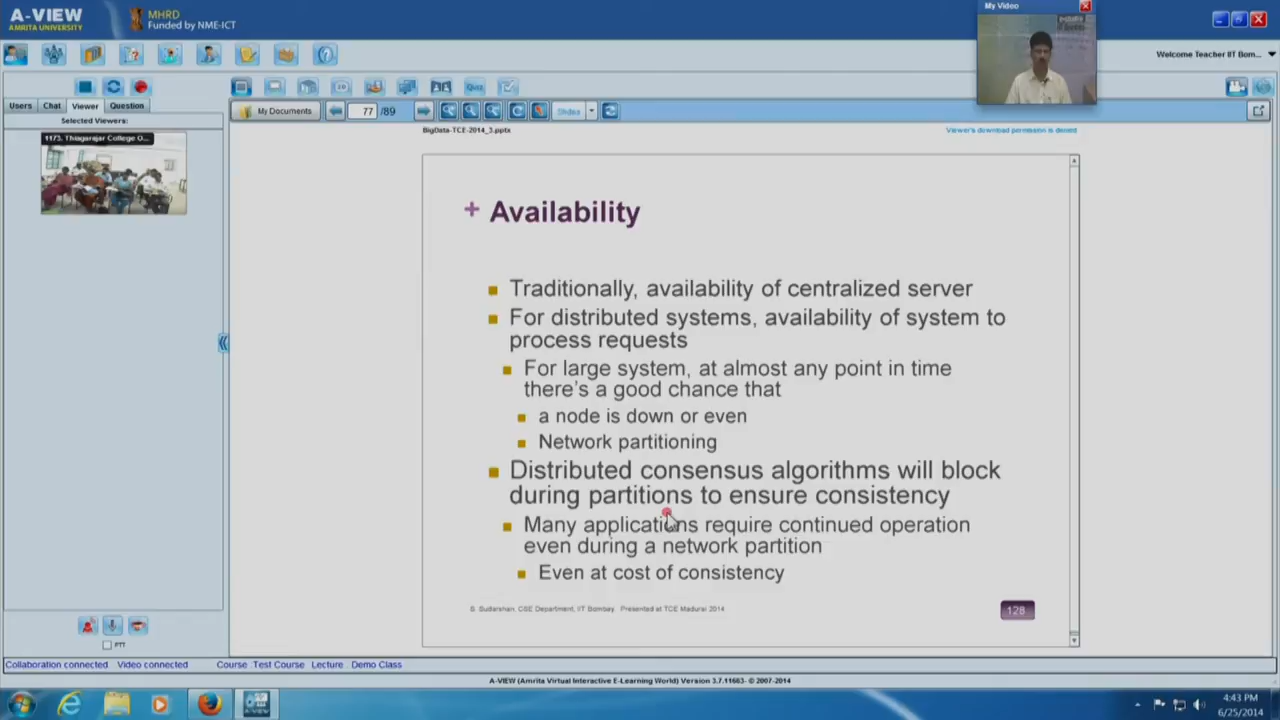 A-VIEW
AMRITA UNIVERSITY
MHRD
Funded by NME-ICT
My Video
Welcome Teacher IIT Bom...
Users Chat Viewer Question
Selected Viewers:
1173. Thiagarajar College O...
My Documents 77 /89 Slides
Quiz
BigData-TCE-2014_3.pptx
Viewer's download permission is denied
+ Availability
Traditionally, availability of centralized server
For distributed systems, availability of system to
process requests
For large system, at almost any point in time
there's a good chance that
a node is down or even
Network partitioning
Distributed consensus algorithms will block
during partitions to ensure consistency
Many applications require continued operation
even during a network partition
Even at cost of consistency
S. Sudarshan, CSE Department, IIT Bombay. Presented at TCE Madurai 2014
128
PTT
Collaboration connected Video connected Course Test Course Lecture Demo Class
A-VIEW (Amrita Virtual Interactive E-Learning World) Version 3.7.11663- © 2007-2014
4:43 PM
6/25/2014